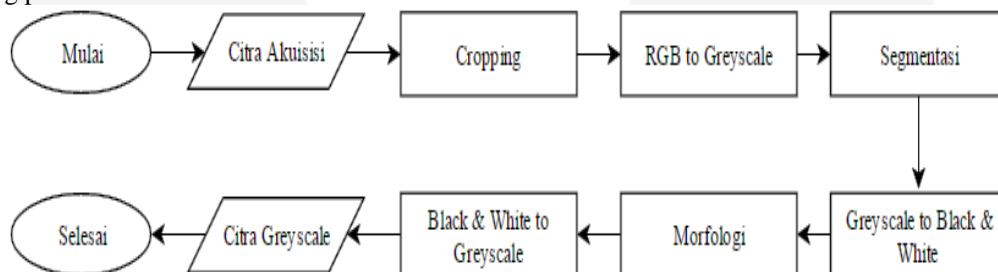 Mulai
Citra Akuisisi
Cropping
RGB to Greyscale
Segmentasi
Greyscale to Black &
White
Morfologi
Black & White to
Greyscale
Citra Greyscale
Selesai